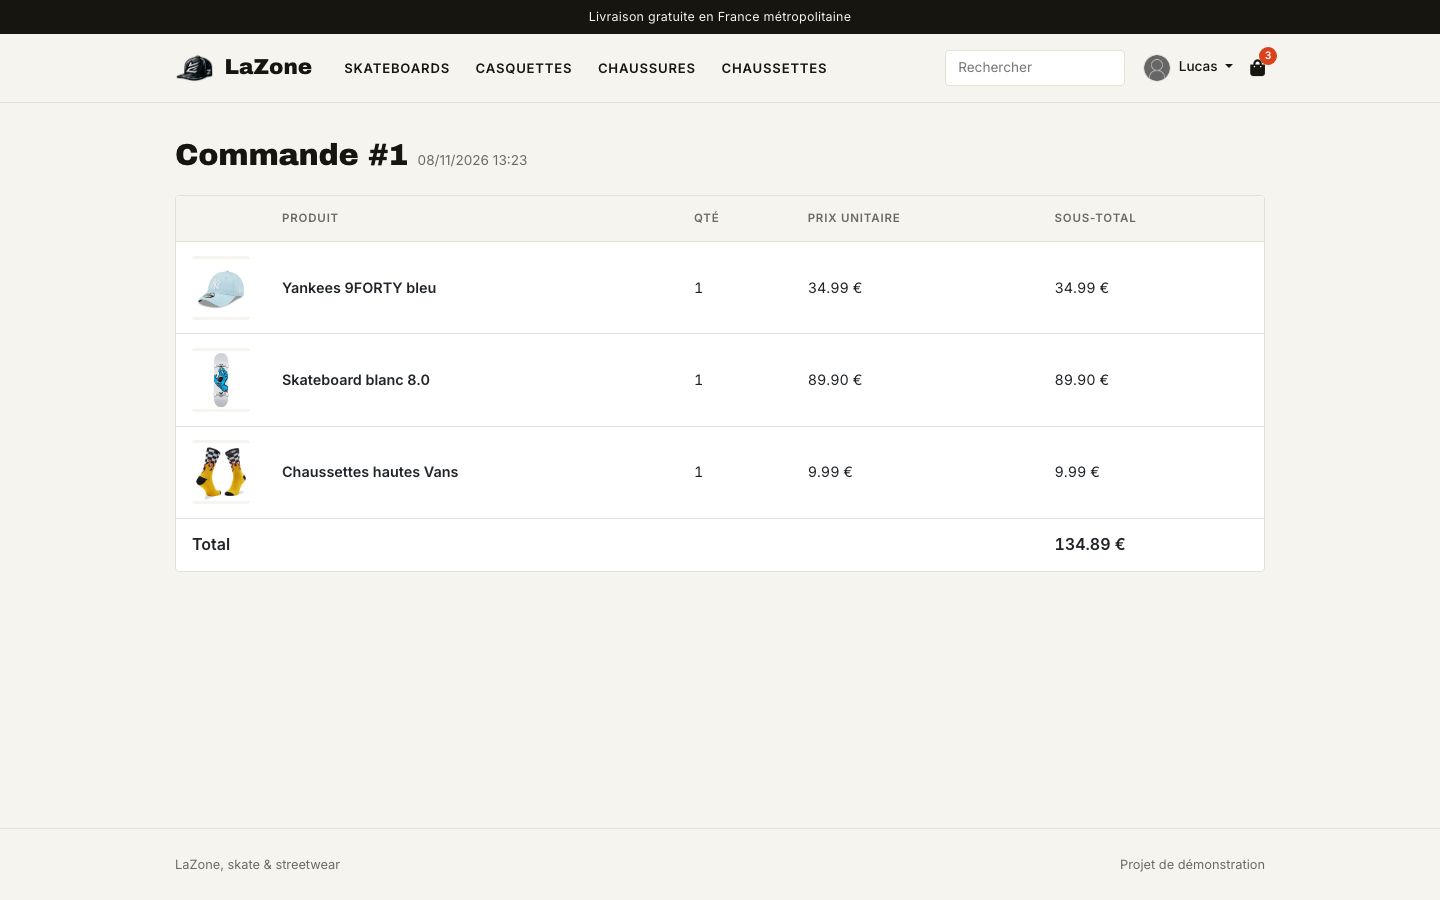 Livraison gratuite en France métropolitaine
LaZone SKATEBOARDS CASQUETTES CHAUSSURES CHAUSSETTES Rechercher Lucas 3
Commande #1 08/11/2026 13:23
PRODUIT QTÉ PRIX UNITAIRE SOUS-TOTAL
Yankees 9FORTY bleu 1 34.99 € 34.99 €
Skateboard blanc 8.0 1 89.90 € 89.90 €
Chaussettes hautes Vans 1 9.99 € 9.99 €
Total 134.89 €
LaZone, skate & streetwear Projet de démonstration